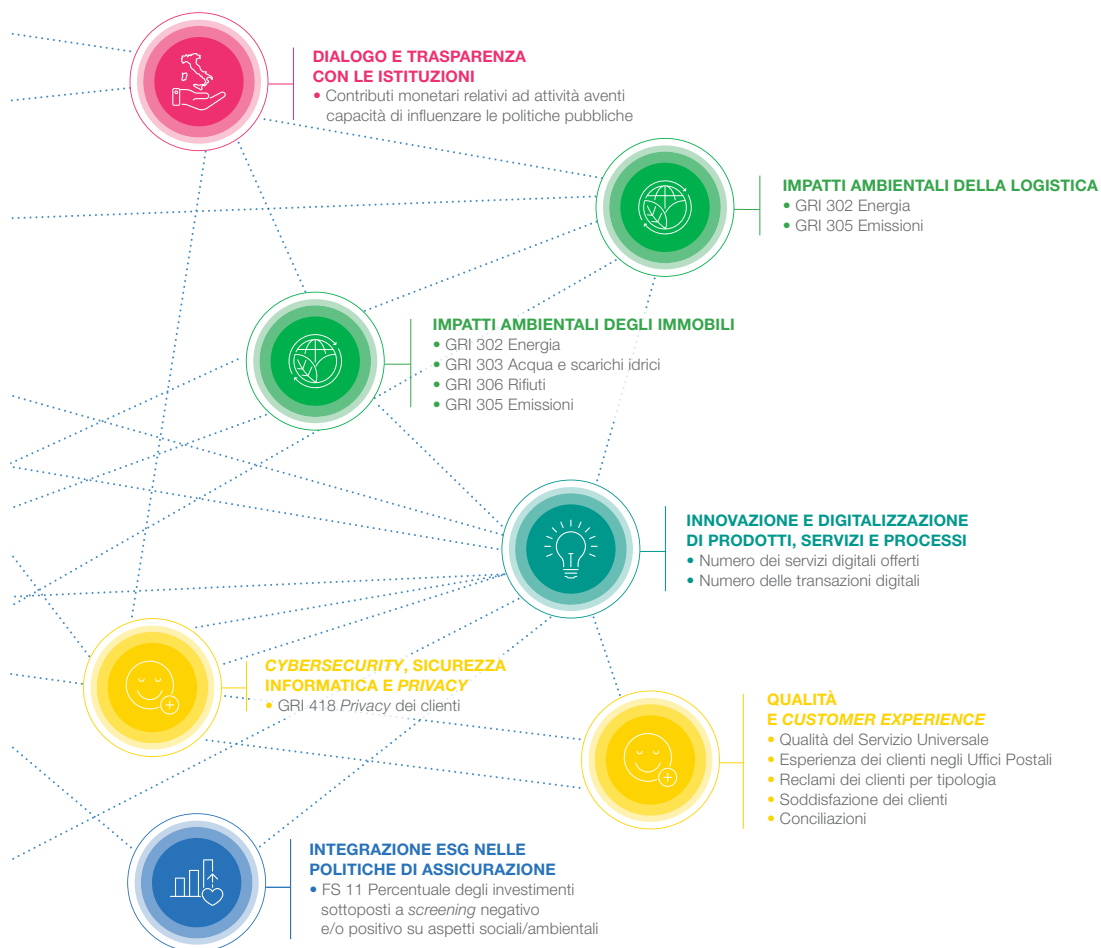 DIALOGO E TRASPARENZA
CON LE ISTITUZIONI
• Contributi monetari relativi ad attività aventi
capacità di influenzare le politiche pubbliche
IMPATTI AMBIENTALI DELLA LOGISTICA
• GRI 302 Energia
• GRI 305 Emissioni
IMPATTI AMBIENTALI DEGLI IMMOBILI
• GRI 302 Energia
• GRI 303 Acqua e scarichi idrici
• GRI 306 Rifiuti
• GRI 305 Emissioni
INNOVAZIONE E DIGITALIZZAZIONE
DI PRODOTTI, SERVIZI E PROCESSI
• Numero dei servizi digitali offerti
• Numero delle transazioni digitali
CYBERSECURITY, SICUREZZA
INFORMATICA E PRIVACY
• GRI 418 Privacy dei clienti
QUALITÀ
E CUSTOMER EXPERIENCE
• Qualità del Servizio Universale
• Esperienza dei clienti negli Uffici Postali
• Reclami dei clienti per tipologia
• Soddisfazione dei clienti
• Conciliazioni
INTEGRAZIONE ESG NELLE
POLITICHE DI ASSICURAZIONE
• FS 11 Percentuale degli investimenti
sottoposti a screening negativo
e/o positivo su aspetti sociali/ambientali